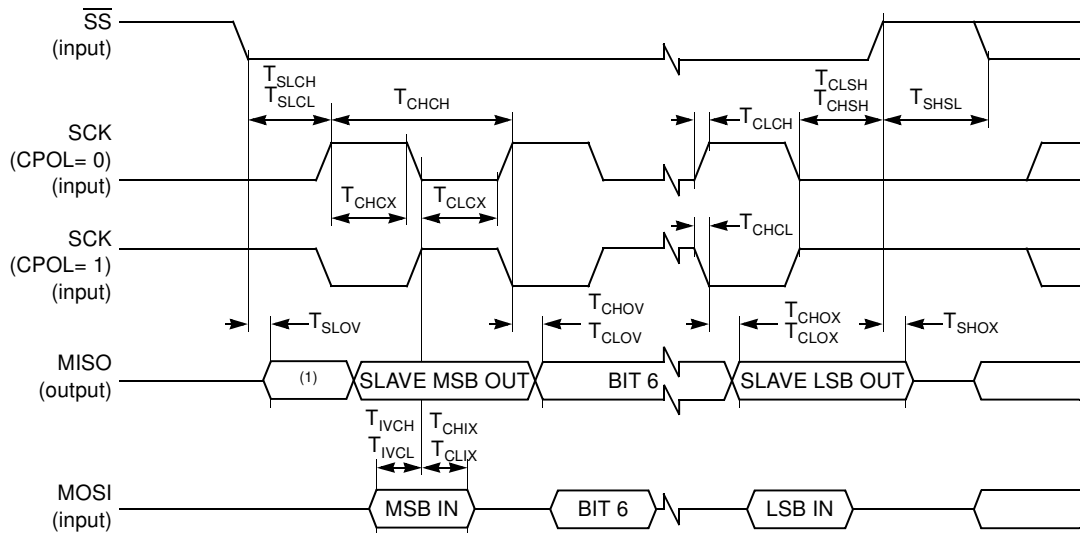 SS
(input)
TSLCH
TSLCL
TCHCH
TCLCH
TCLSH
TCHSH
TSHSL
SCK
(CPOL= 0)
(input)
TCHCX
TCLCX
SCK
(CPOL= 1)
(input)
TCHCL
TSLOV
TCHOV
TCLOV
TCHOX
TCLOX
TSHOX
MISO
(output)
(1)
SLAVE MSB OUT
BIT 6
SLAVE LSB OUT
TIVCH
TIVCL
TCHIX
TCLIX
MOSI
(input)
MSB IN
BIT 6
LSB IN